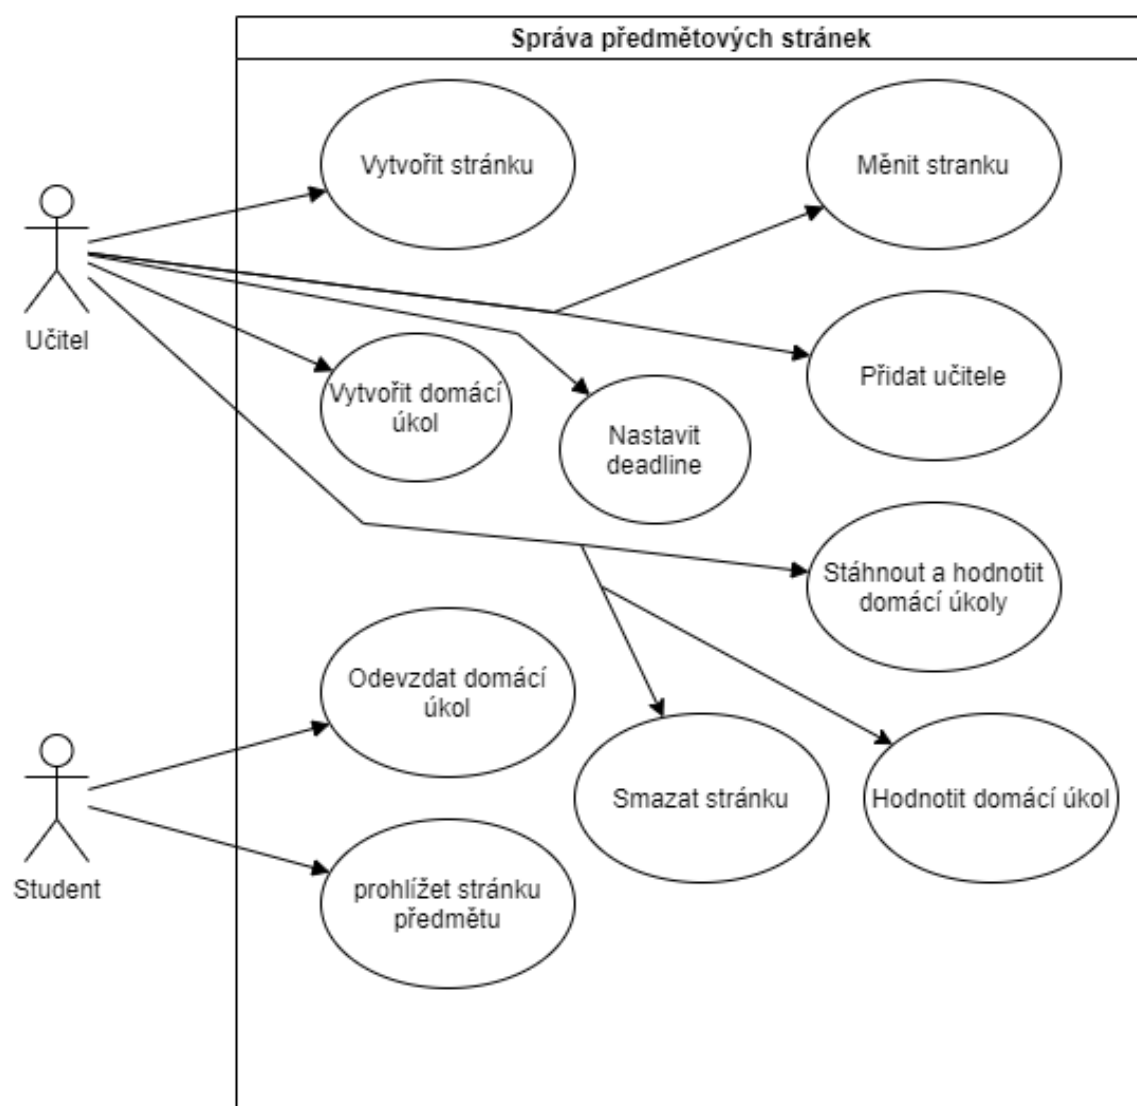 Správa předmětových stránek
Vytvořit stránku
Měnit stranku
Učitel
Vytvořit domácí
úkol
Nastavit
deadline
Přidat učitele
Stáhnout a hodnotit
domácí úkoly
Odevzdat domácí
úkol
Smazat stránku
Hodnotit domácí úkol
Student
prohlížet stránku
předmětu